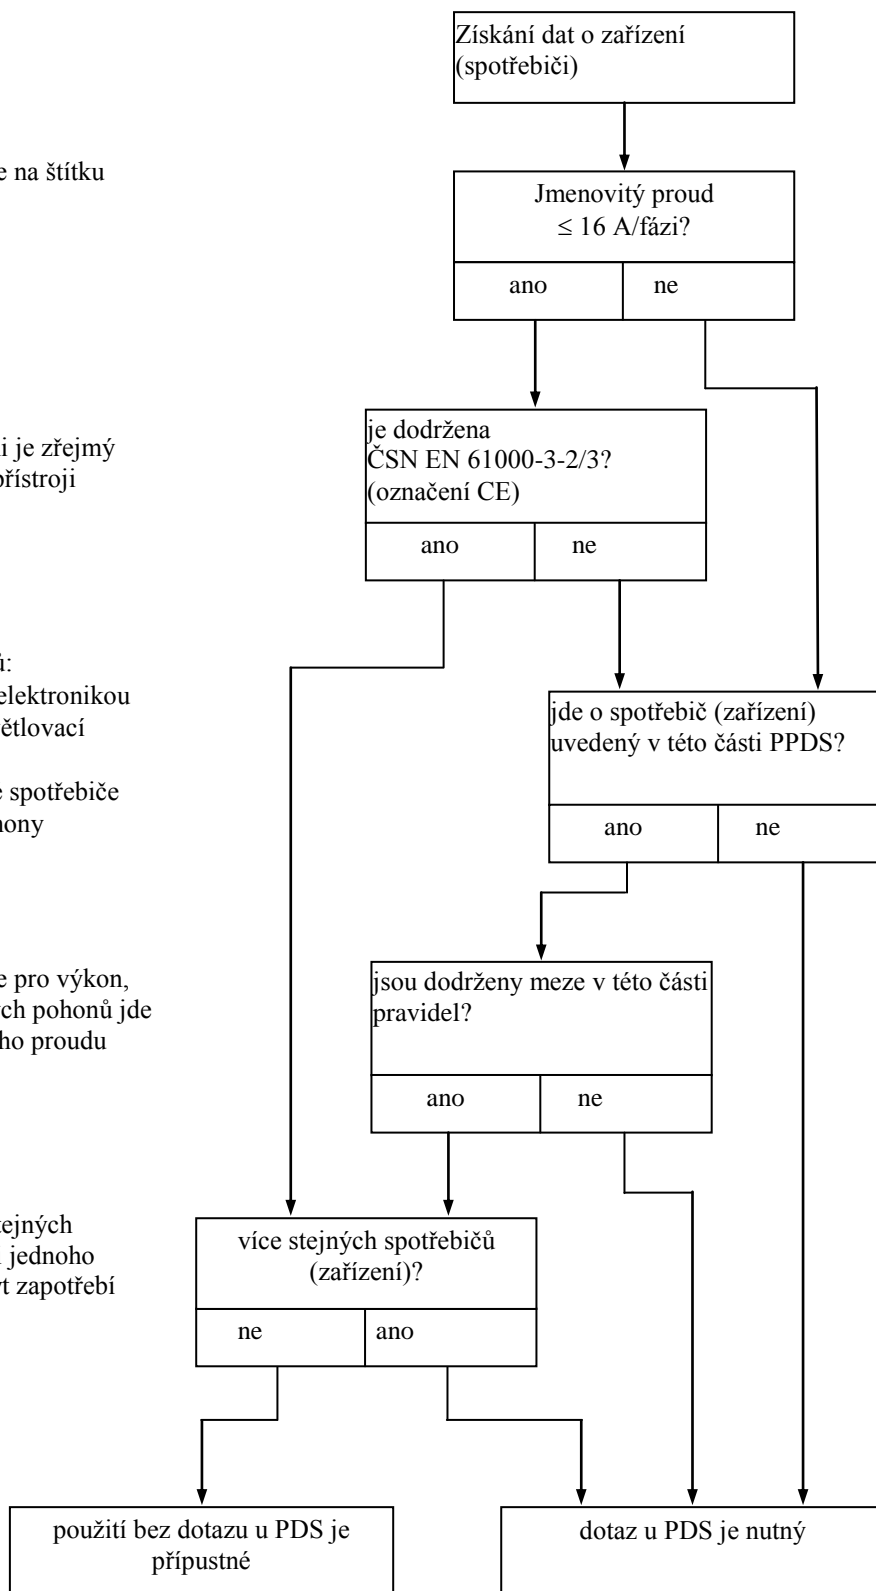 Získání dat o zařízení
(spotřebiči)
e na štítku
Jmenovitý proud
≤ 16 A/fázi?
ano
ne
je dodržena
ČSN EN 61000-3-2/3?
(označení CE)
i je zřejmý
přístroji
ano
ne
ů:
elektronikou
ětlovací
e spotřebiče
hony
jde o spotřebič (zařízení)
uvedený v této části PPDS?
ano
ne
e pro výkon,
ých pohonů jde
ho proudu
jsou dodrženy meze v této části
pravidel?
ano
ne
tejných
jednoho
t zapotřebí
více stejných spotřebičů
(zařízení)?
ne
ano
použití bez dotazu u PDS je
přípustné
dotaz u PDS je nutný